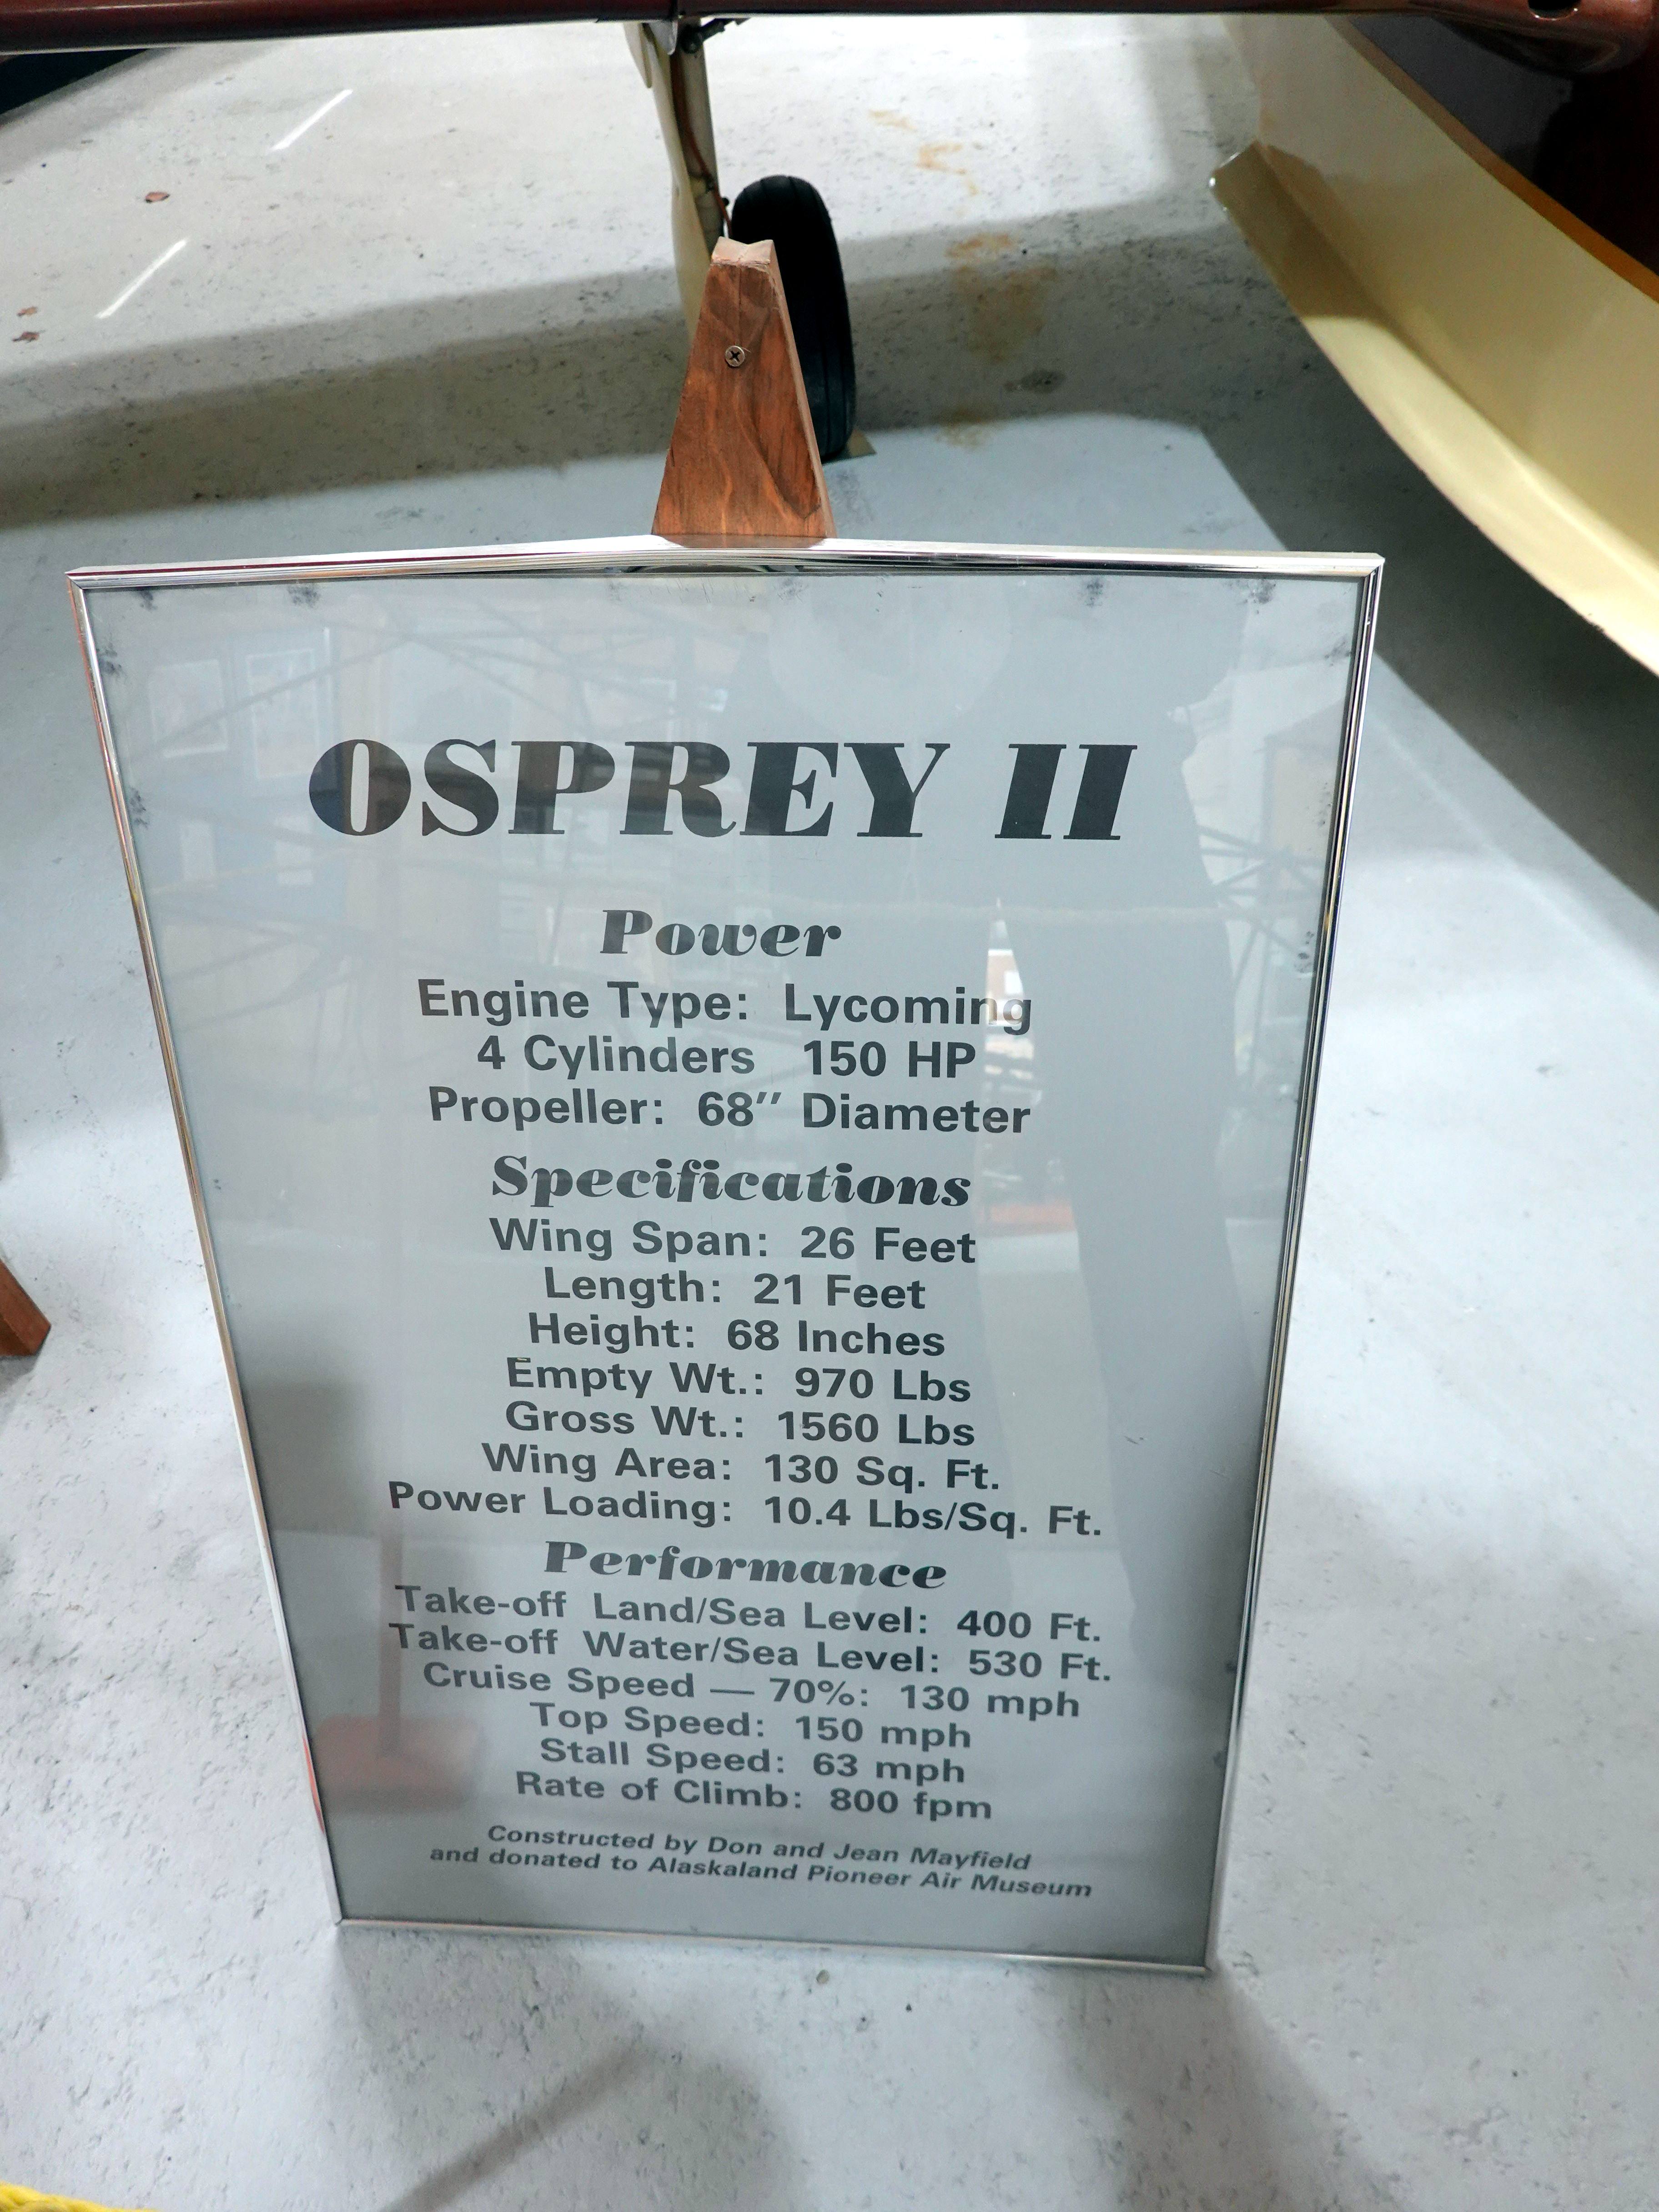 OSPREY II
Power
Engine Type: Lycoming
4 Cylinders 150 HP
Propeller: 68" Diameter
Specifications
Wing Span: 26 Feet
Length: 21 Feet
Height: 68 Inches
Empty Wt.: 970 Lbs
Gross Wt.: 1560 Lbs
Wing Area: 130 Sq. Ft.
Power Loading: 10.4 Lbs/Sq. Ft.
Performance
Take-off Land/Sea Level: 400 Ft.
Take-off Water/Sea Level: 530 Ft.
Cruise Speed — 70%: 130 mph
Top Speed: 150 mph
Stall Speed: 63 mph
Rate of Climb: 800 fpm
Constructed by Don and Jean Mayfield
and donated to Alaskaland Pioneer Air Museum